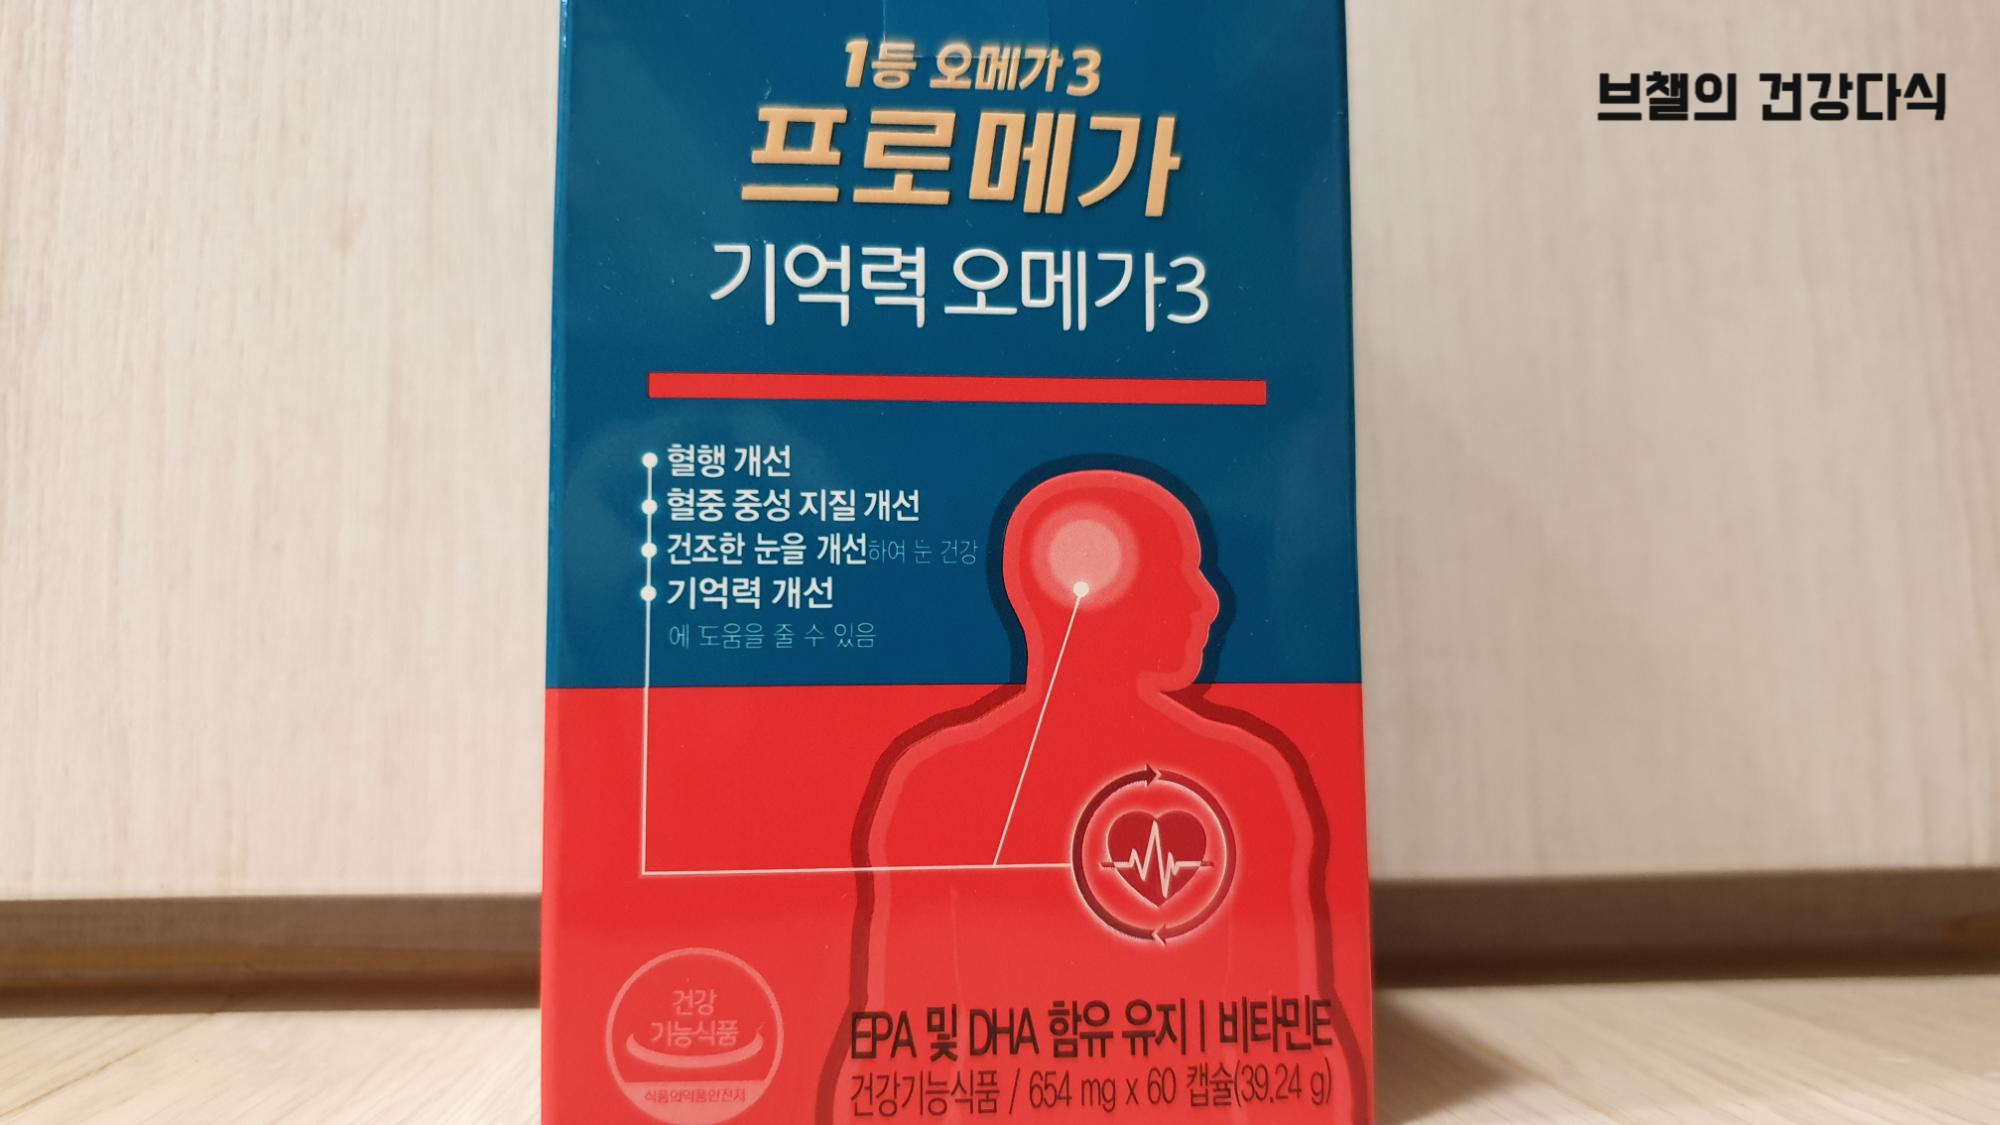 브챌의 건강다식
1등 오메가3
프로메가
기억력 오메가3
혈행 개선
혈중 중성 지질 개선
건조한 눈을 개선하여 눈 건강
기억력 개선
에 도움을 줄 수 있음
건강
기능식품
식품의약품안전처
EPA 및 DHA 함유 유지 | 비타민E
건강기능식품 / 654 mg x 60 캡슐(39.24 g)